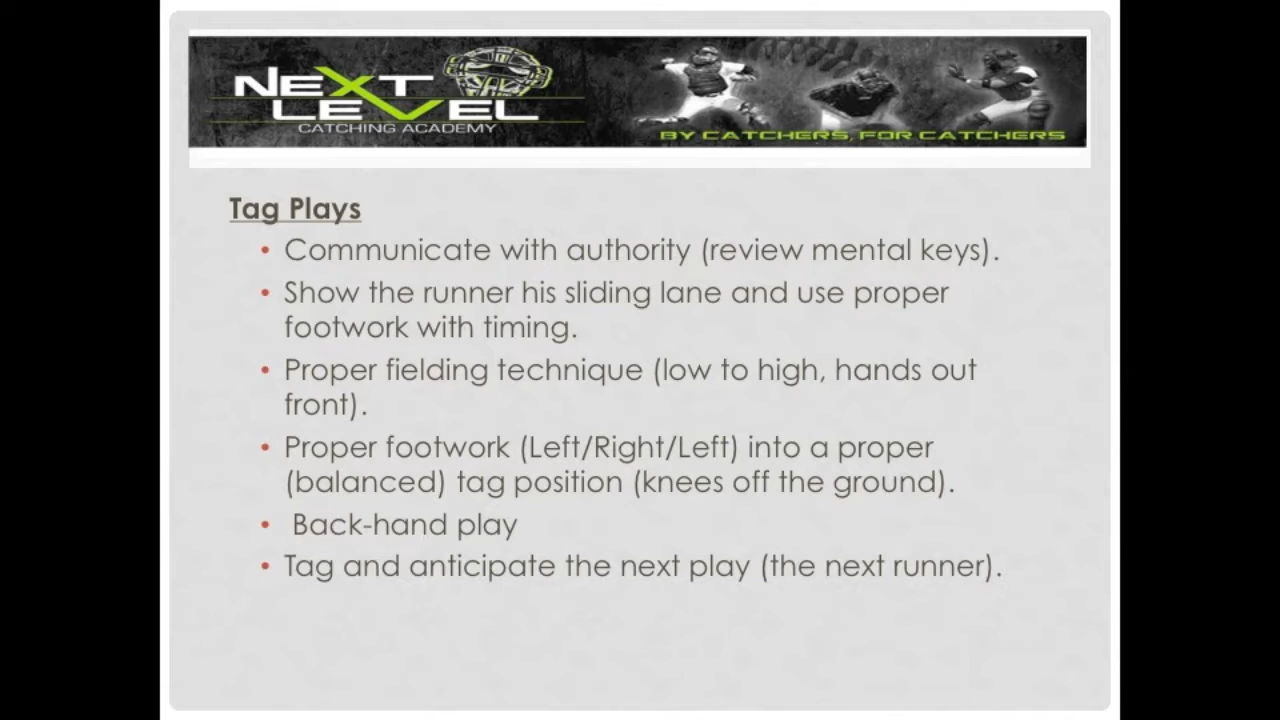 NEXT
LEVEL
CATCHING ACADEMY
BY CATCHERS, FOR CATCHERS
Tag Plays
• Communicate with authority (review mental keys).
• Show the runner his sliding lane and use proper
footwork with timing.
• Proper fielding technique (low to high, hands out
front).
• Proper footwork (Left/Right/Left) into a proper
(balanced) tag position (knees off the ground).
• Back-hand play
• Tag and anticipate the next play (the next runner).